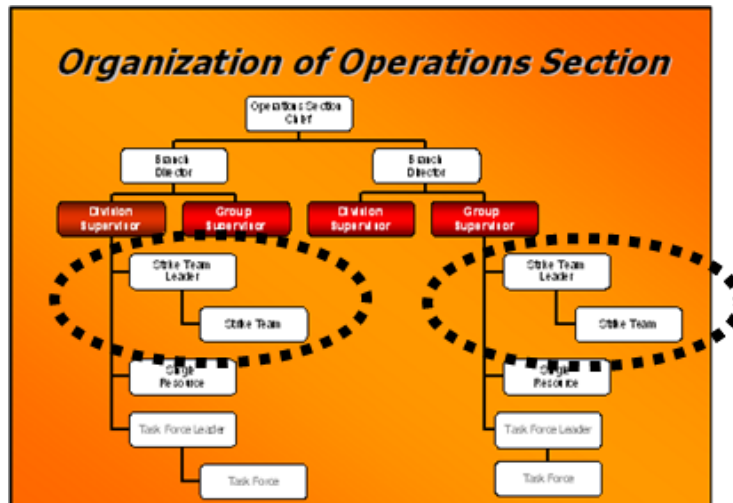 Organization of Operations Section
Operations Section
Chief
Branch
Director
Branch
Director
Division
Supervisor
Group
Supervisor
Division
Supervisor
Group
Supervisor
Strike Team
Leader
Strike Team
Leader
Strike Team
Strike Team
Single
Resource
Single
Resource
Task Force Leader
Task Force Leader
Task Force
Task Force